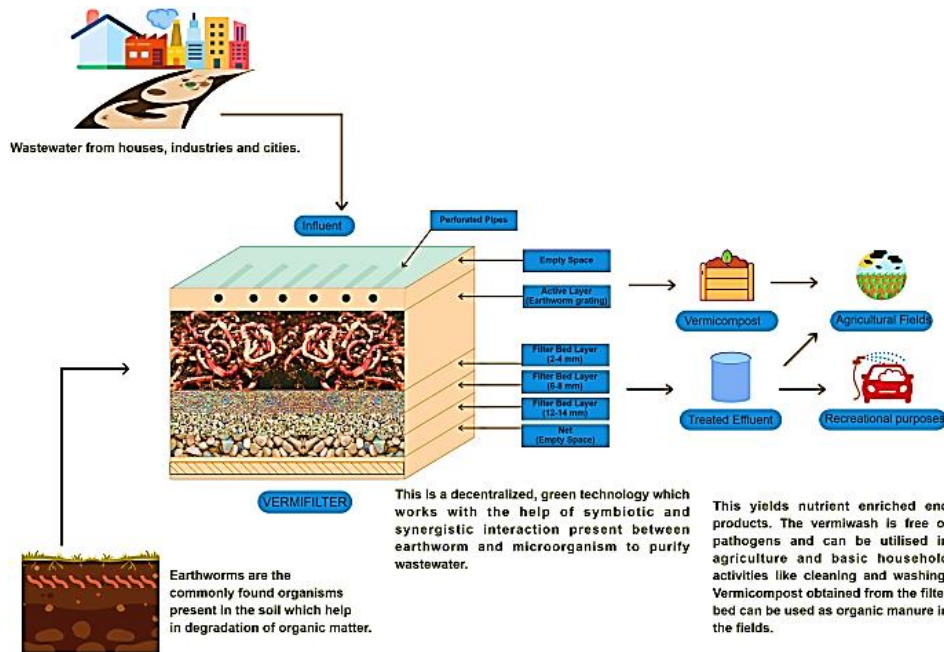 Wastewater from houses, industries and cities.
Influent
Perforated Pipes
Empty Space
Active Layer
(Earthworm grating)
Filter Bed Layer
(2-4 mm)
Filter Bed Layer
(6-8 mm)
Filter Bed Layer
(12-14 mm)
Net
(Empty Space)
Vermicompost
Agricultural Fields
Treated Effluent
Recreational purposes
VERMIFILTER
This is a decentralized, green technology which
works with the help of symbiotic and
synergistic interaction present between
earthworm and microorganism to purify
wastewater.
This yields nutrient enriched end
products. The vermiwash is free o
pathogens and can be utilised in
agriculture and basic household
activities like cleaning and washing.
Vermicompost obtained from the filter
bed can be used as organic manure in
the fields.
Earthworms are the
commonly found organisms
present in the soil which help
in degradation of organic matter.